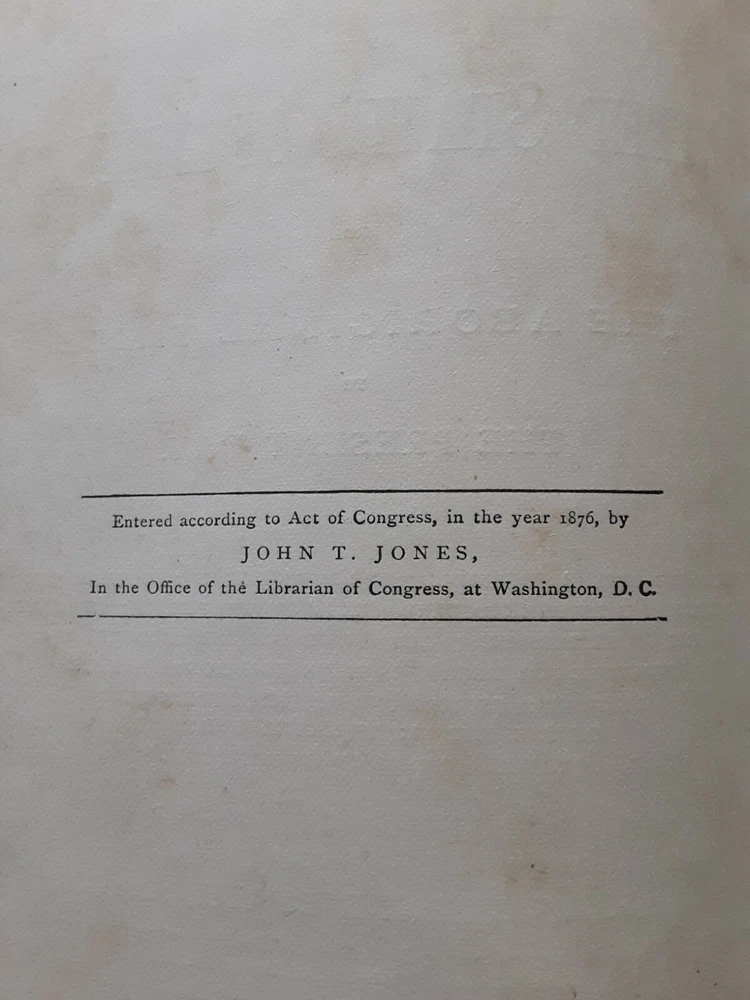 Entered according to Act of Congress, in the year 1876, by
JOHN T. JONES,
In the Office of the Librarian of Congress, at Washington, D. C.